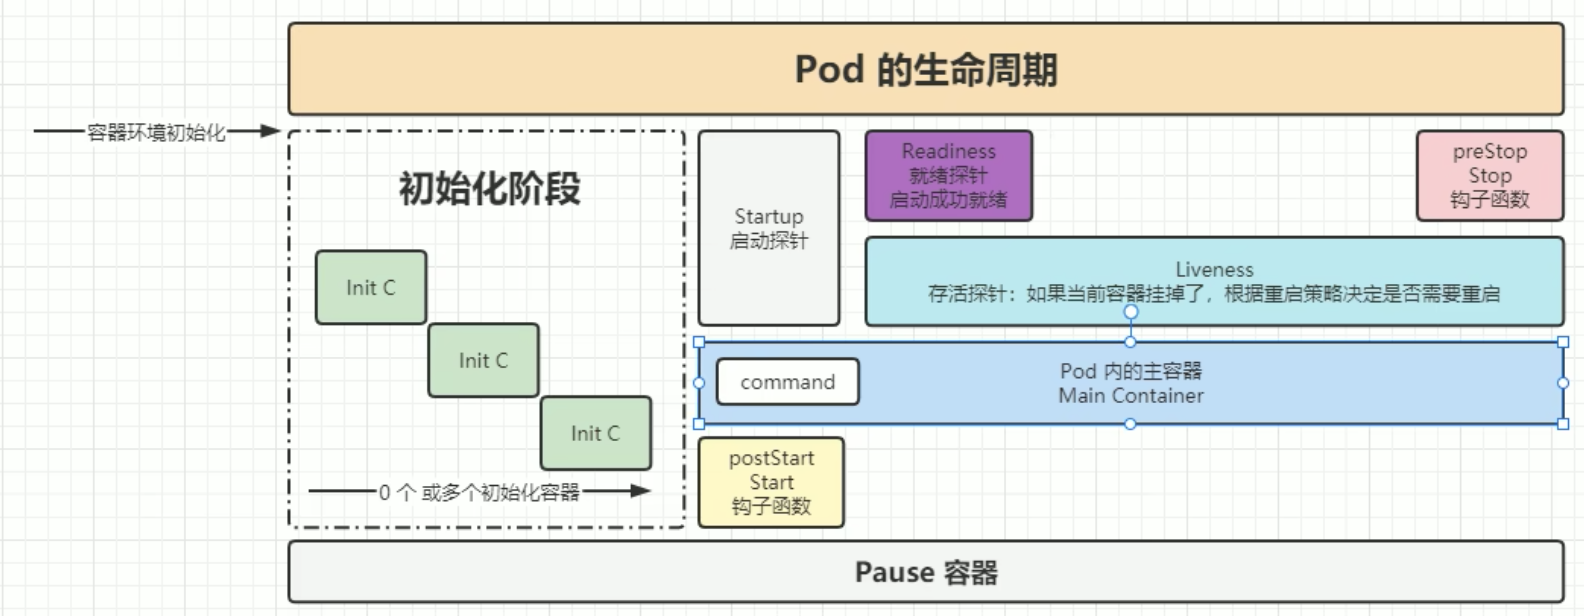 Pod 的生命周期
容器环境初始化
初始化阶段
Init C
Init C
Init C
0 个 或多个初始化容器
Startup
启动探针
Readiness
就绪探针
启动成功就绪
preStop
Stop
钩子函数
Liveness
存活探针：如果当前容器挂掉了，根据重启策略决定是否需要重启
command
Pod 内的主容器
Main Container
postStart
Start
钩子函数
Pause 容器